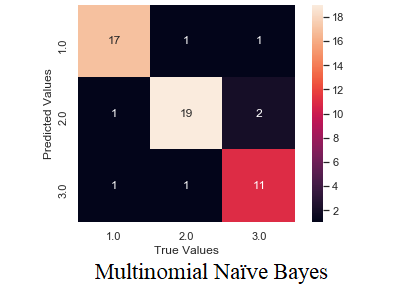 17 1 1
1 19 2
1 1 11
1.0
2.0
3.0
Predicted Values
1.0 2.0 3.0
True Values
18
16
14
12
10
8
6
4
2
Multinomial Naïve Bayes